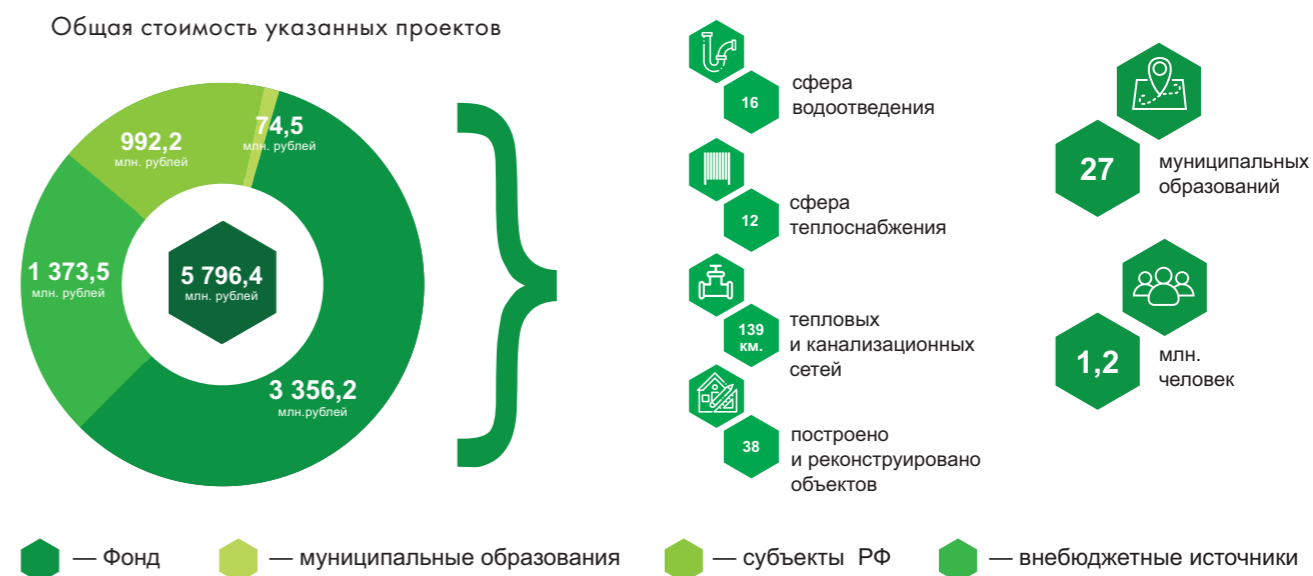 Общая стоимость указанных проектов
992,2
млн. рублей
74,5
млн. рублей
1 373,5
млн. рублей
5 796,4
млн. рублей
3 356,2
млн.рублей
16
сфера
водоотведения
12
сфера
теплоснабжения
139
км.
тепловых
и канализационных
сетей
38
построено
и реконструировано
объектов
27
муниципальных
образований
1,2
млн.
человек
— Фонд
— муниципальные образования
— субъекты РФ
— внебюджетные источники